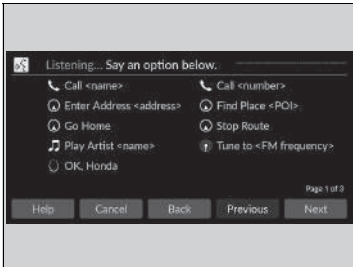 Listening... Say an option below.
Call <name>
Call <number>
Enter Address <address>
Find Place <POI>
Go Home
Stop Route
Play Artist <name>
Tune to <FM frequency>
OK, Honda
Page 1 of 3
Help
Cancel
Back
Previous
Next